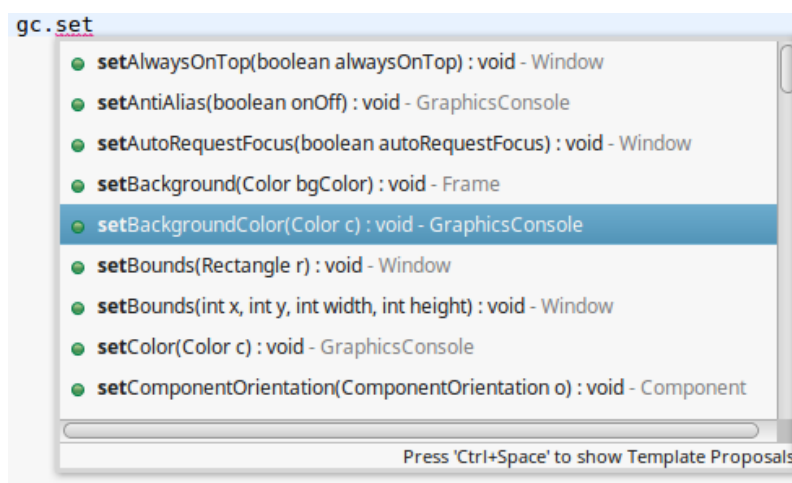 gc.set
setAlwaysOnTop(boolean alwaysOnTop) : void - Window
setAntiAlias(boolean onOff) : void - GraphicsConsole
setAutoRequestFocus(boolean autoRequestFocus) : void - Window
setBackground(Color bgColor) : void - Frame
setBackgroundColor(Color c) : void - GraphicsConsole
setBounds(Rectangle r) : void - Window
setBounds(int x, int y, int width, int height) : void - Window
setColor(Color c) : void - GraphicsConsole
setComponentOrientation(ComponentOrientation o) : void - Component
Press 'Ctrl+Space' to show Template Proposals